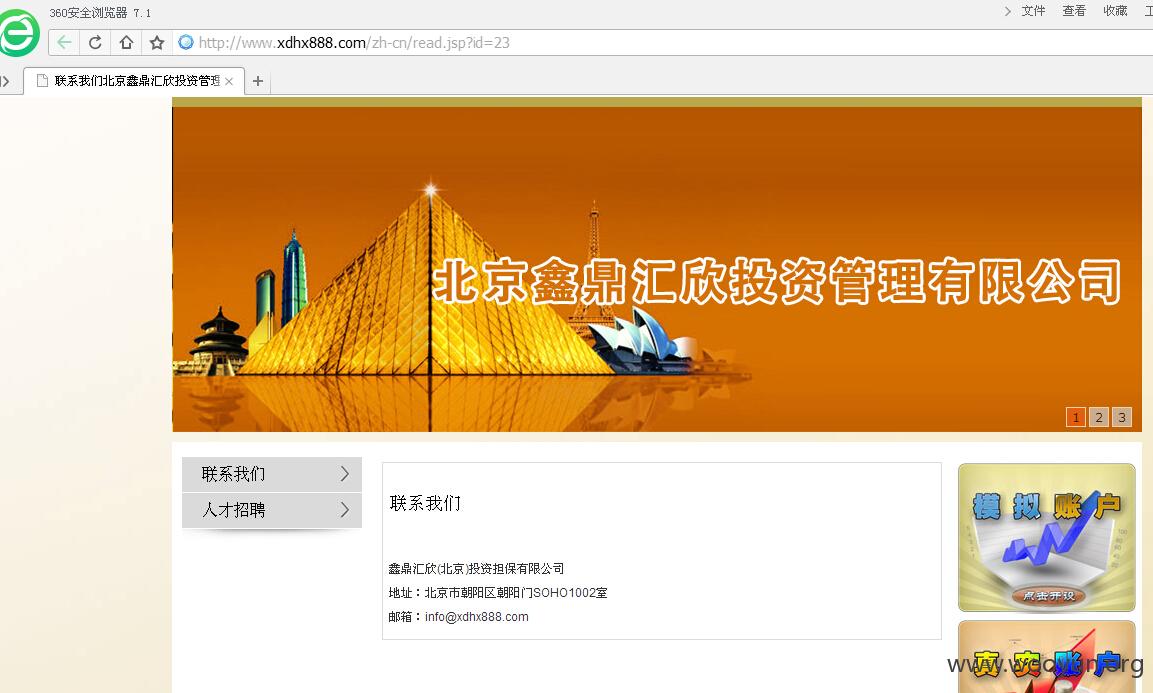 360安全浏览器 7.1
文件 查看 收藏 工
http://www.xdhx888.com/zh-cn/read.jsp?id=23
联系我们北京鑫鼎汇欣投资管理
北京鑫鼎汇欣投资管理有限公司
1 2 3
联系我们
人才招聘
联系我们
鑫鼎汇欣(北京)投资担保有限公司
地址：北京市朝阳区朝阳门SOHO1002室
邮箱：info@xdhx888.com
模拟账户
点击开设
真实账户